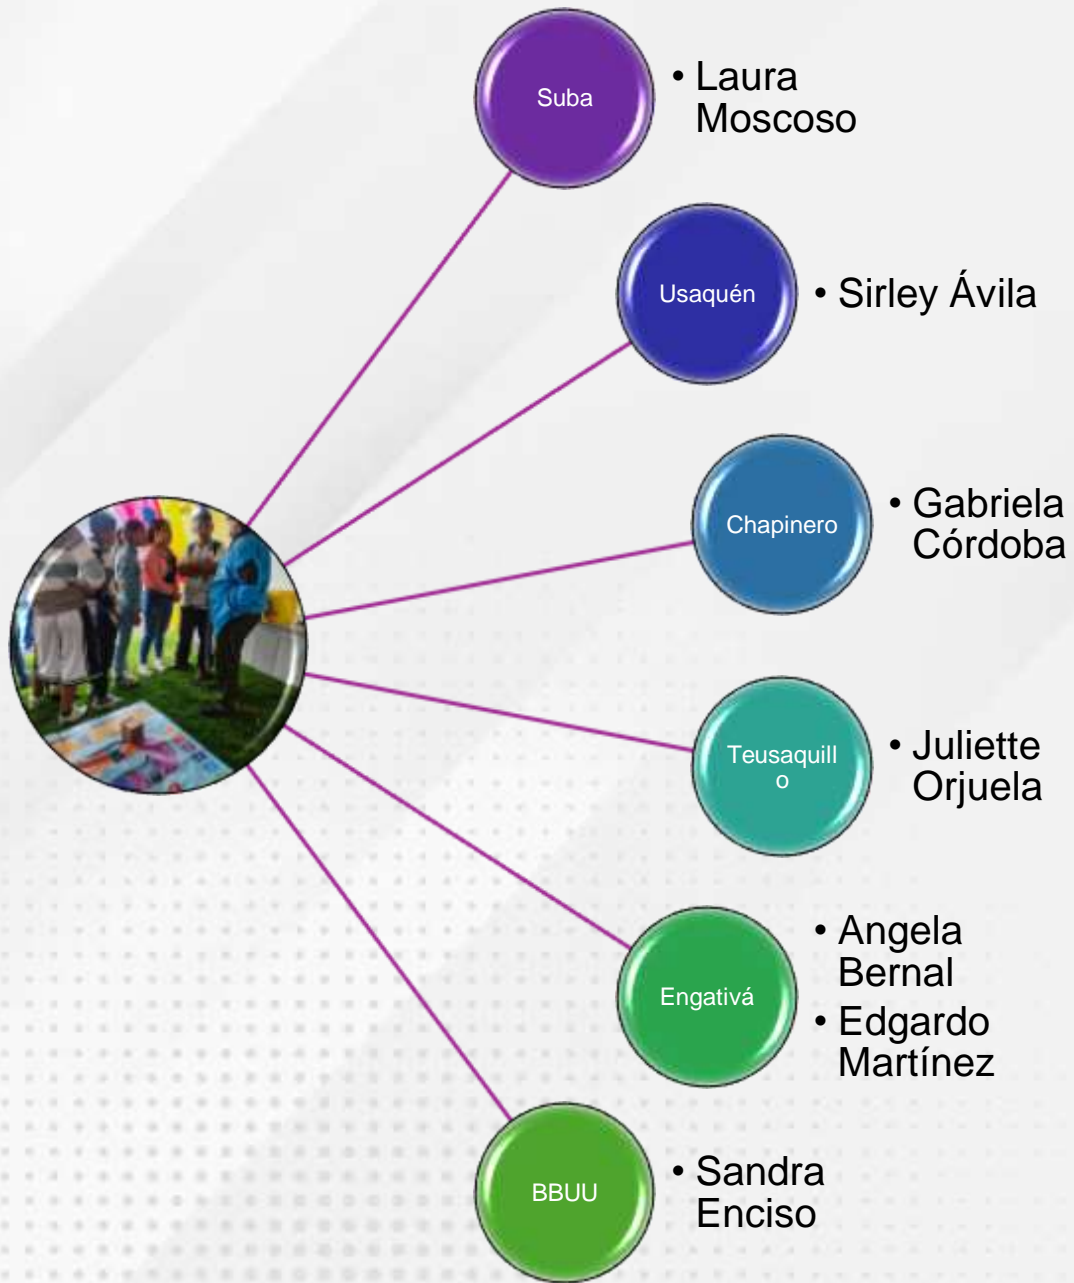 Suba
• Laura
Moscoso
Usaquén
• Sirley Ávila
Chapinero
• Gabriela
Córdoba
Teusaquill
o
• Juliette
Orjuela
Engativá
• Angela
Bernal
• Edgardo
Martínez
BBUU
• Sandra
Enciso